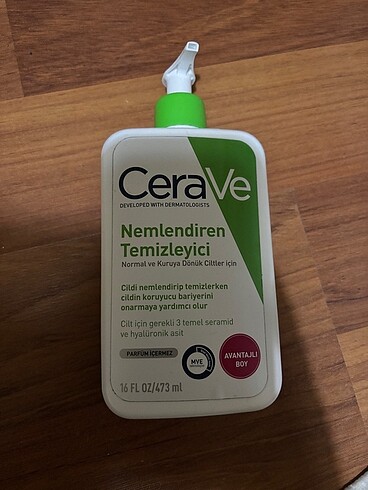 CeraVe
DEVELOPED WITH DERMATOLOGISTS
Nemlendiren
Temizleyici
Normal ve Kuruya Dönük Ciltler için
Cildi nemlendirip temizlerken
cildin koruyucu bariyerini
onarmaya yardımcı olur
Cilt için gerekli 3 temel seramid
ve hyalüronik asit
PARFÜM İÇERMEZ
MVE
AVANTAJLI
BOY
16 FL OZ/473 ml